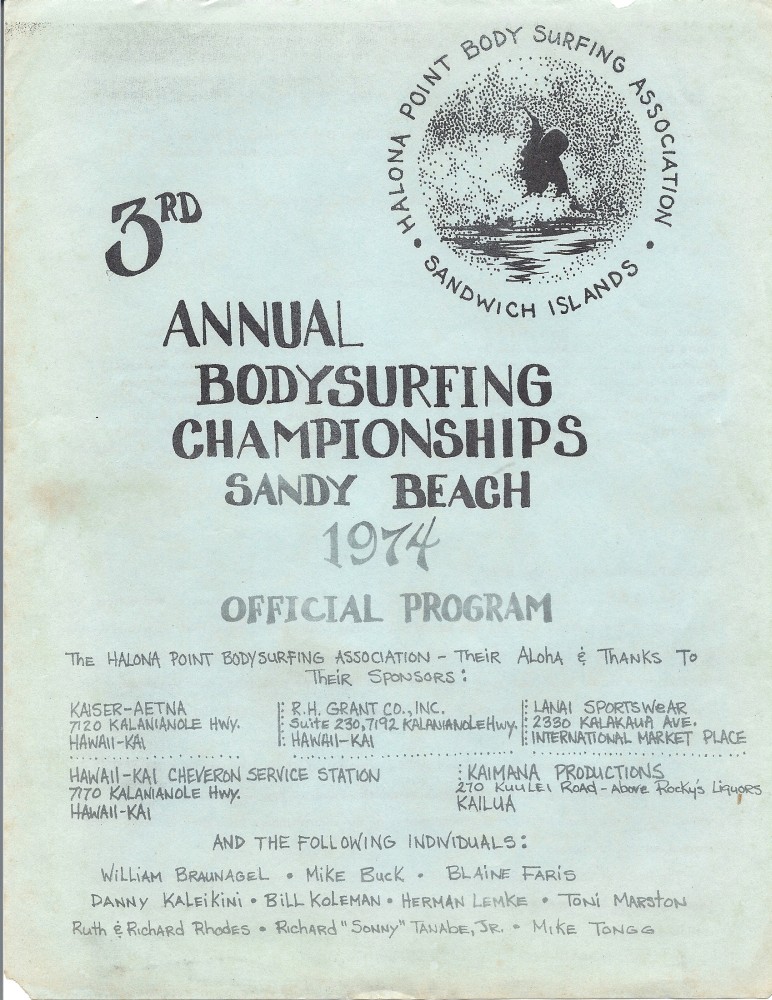 HALONA POINT BODY SURFING ASSOCIATION • SANDWICH ISLANDS •
3RD
ANNUAL
BODYSURFING
CHAMPIONSHIPS
SANDY BEACH
1974
OFFICIAL PROGRAM
The HALONA POINT BODYSURFING ASSOCIATION - Their Aloha & Thanks To
Their Sponsors:
KAISER-AETNA
7120 KALANIANOLE HWY.
HAWAII-KAI
R.H. GRANT CO., INC.
Suite 230, 7192 KALANIANOLE Hwy.
HAWAII-KAI
LANAI SPORTSWEAR
2330 KALAKAUA AVE.
INTERNATIONAL MARKET PLACE
HAWAII-KAI CHEVERON SERVICE STATION
7170 KALANIANOLE Hwy.
HAWAII-KAI
KAIMANA PRODUCTIONS
270 KUULEI ROAD - Above Rocky's Liquors
KAILUA
AND THE FOLLOWING INDIVIDUALS:
William Braunagel • Mike Buck • Blaine Faris
Danny Kaleikini • Bill Koleman • Herman Lemke • Toni Marston
Ruth & Richard Rhodes • Richard "Sonny" Tanabe, Jr. • Mike Tongg